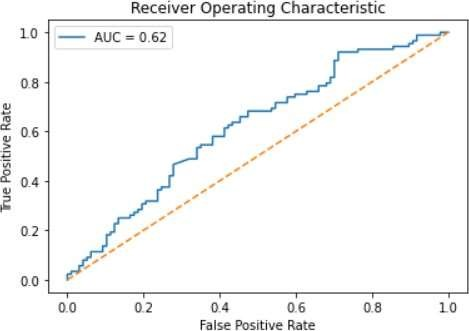 Receiver Operating Characteristic
AUC = 0.62
True Positive Rate
1.0
0.8
0.6
0.4
0.2
0.0
0.0 0.2 0.4 0.6 0.8 1.0
False Positive Rate